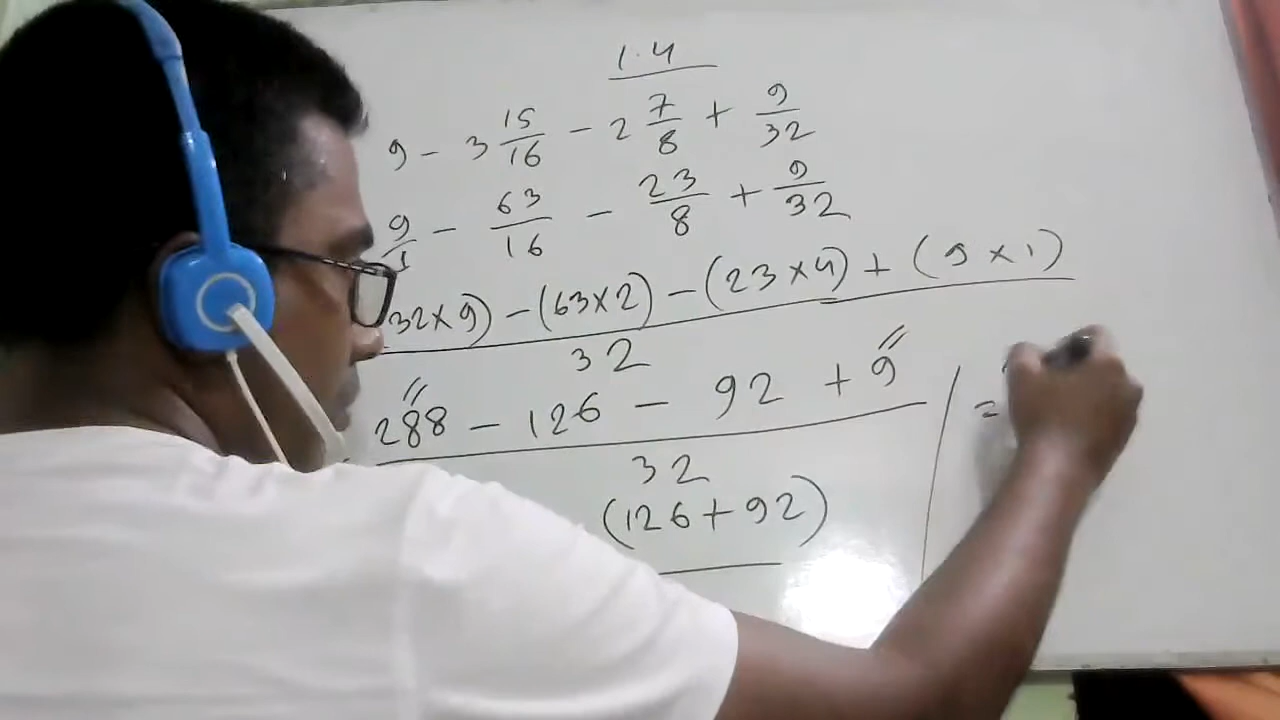 1.4
9 - 3 15/16 - 2 7/8 + 9/32
9/1 - 63/16 - 23/8 + 9/32
32×9) - (63×2) - (23×4) + (9×1)
32
288 - 126 - 92 + 9
32
(126+92)
=